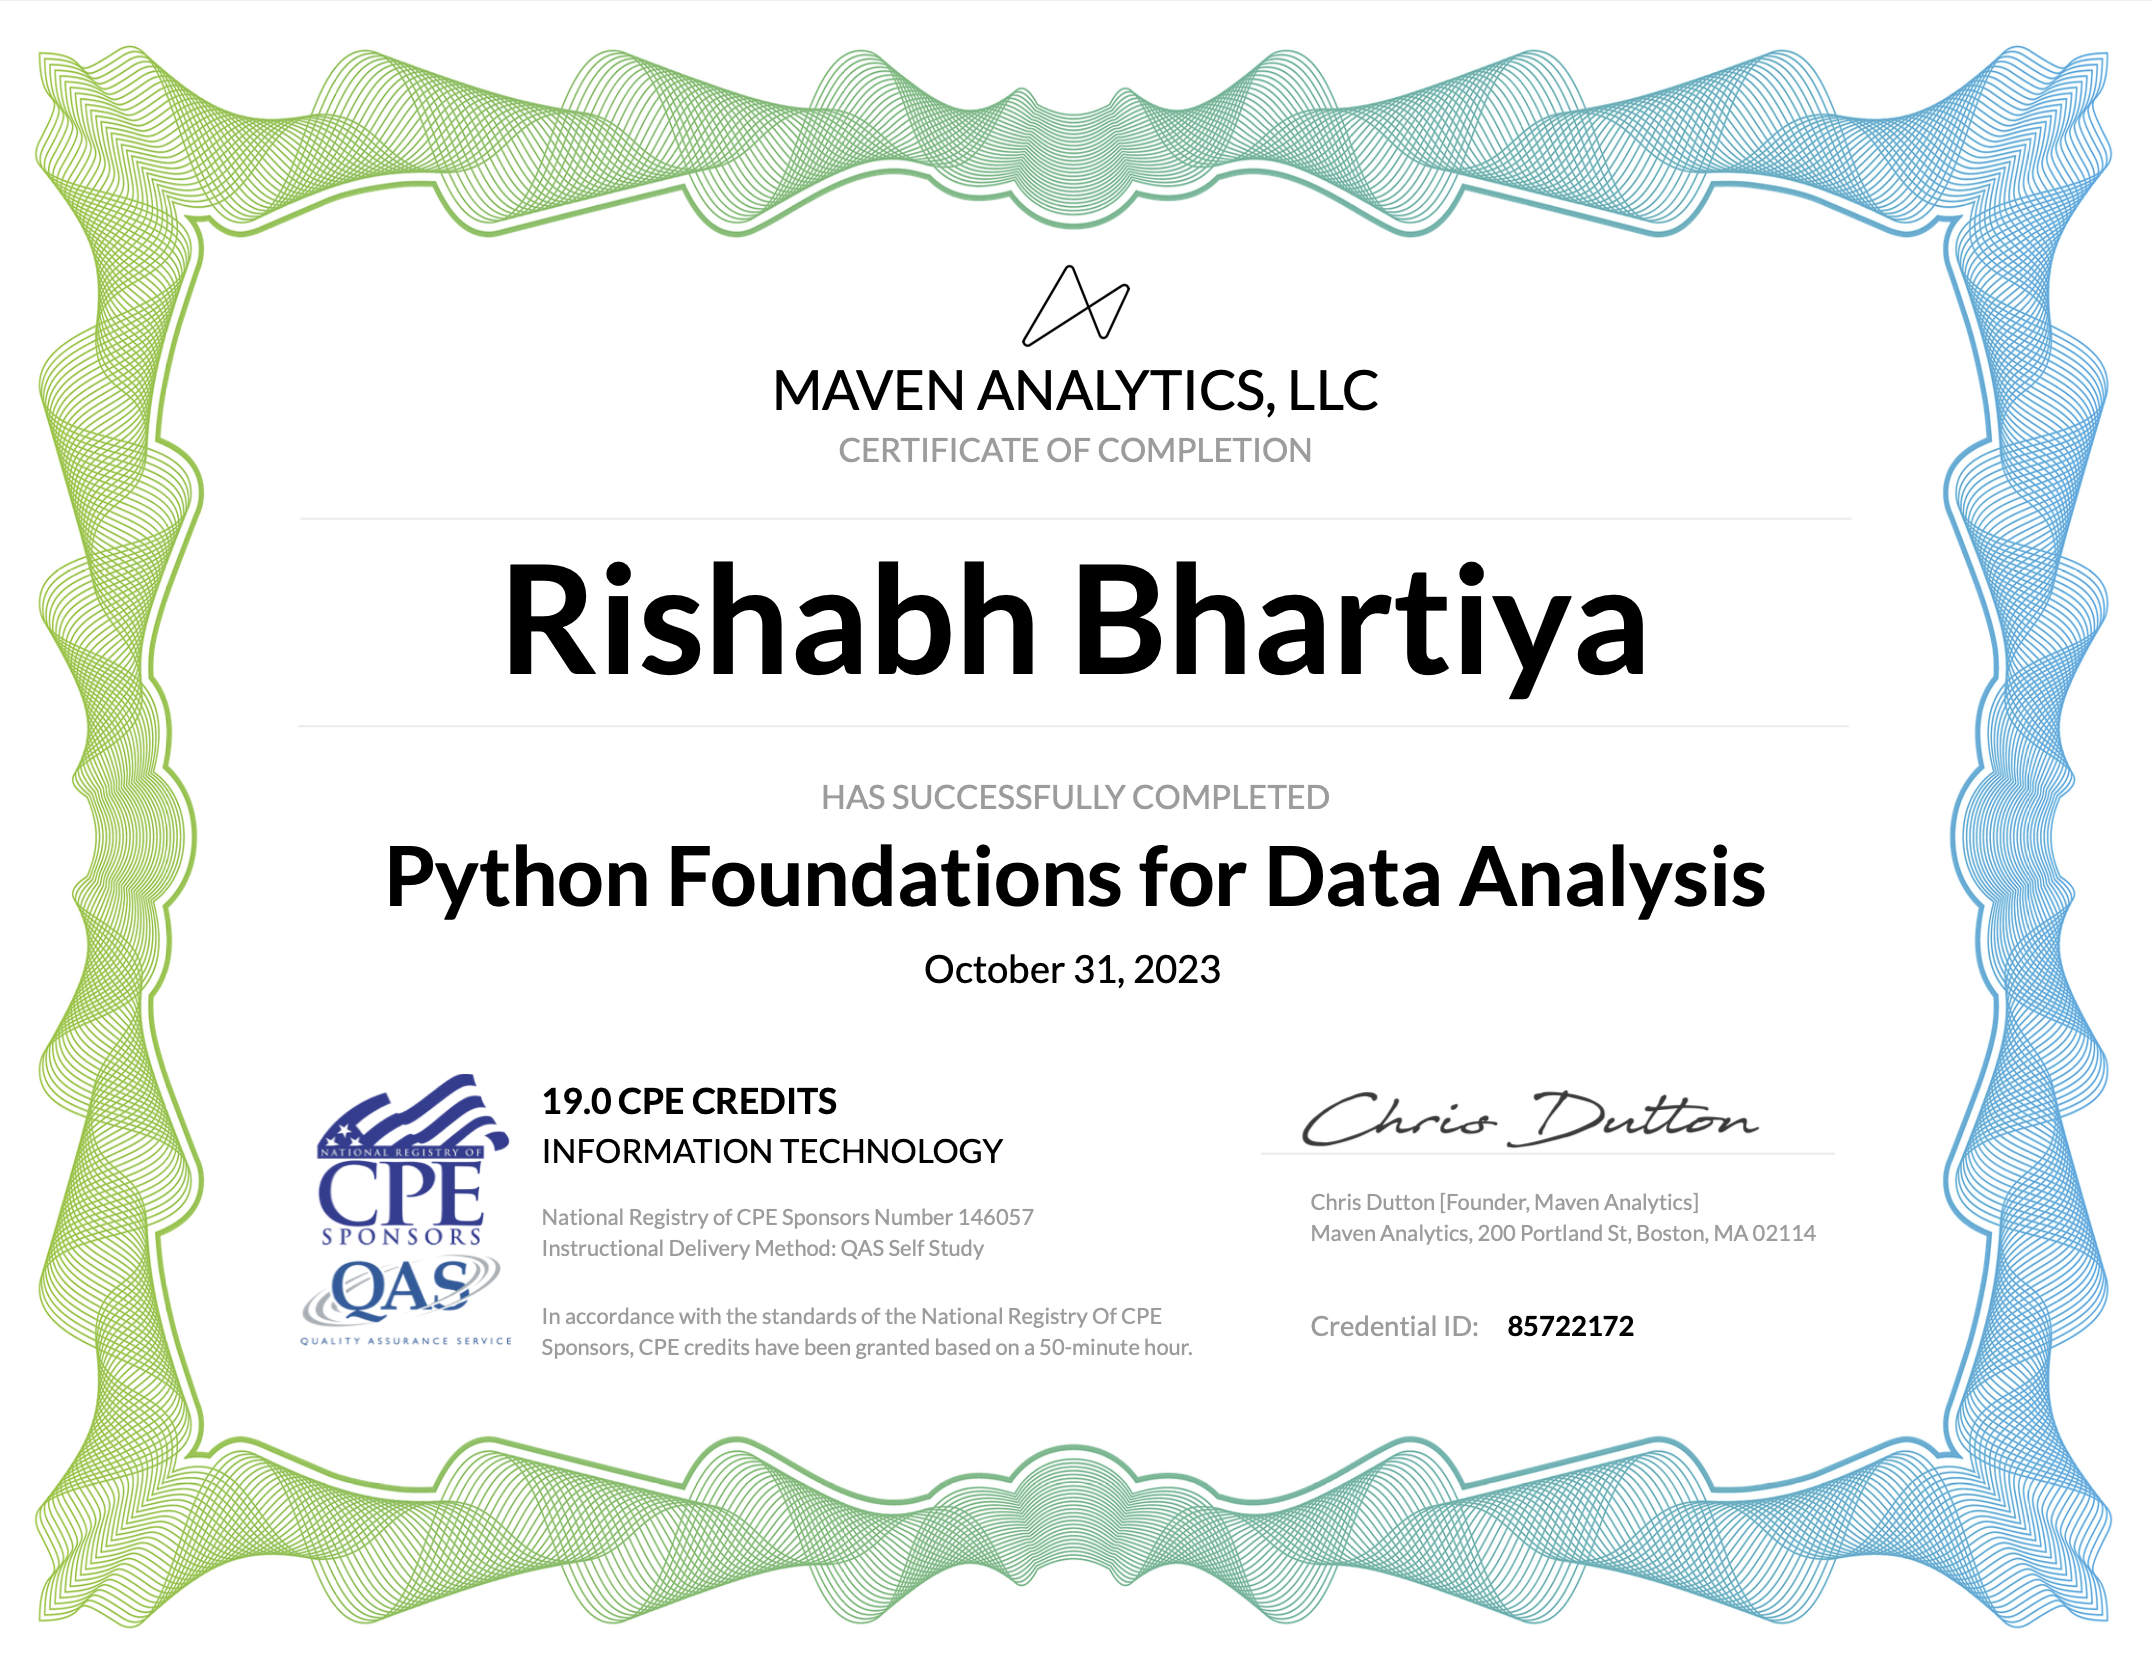 MAVEN ANALYTICS, LLC
CERTIFICATE OF COMPLETION
Rishabh Bhartiya
HAS SUCCESSFULLY COMPLETED
Python Foundations for Data Analysis
October 31, 2023
NATIONAL REGISTRY OF
CPE
SPONSORS
QAS
QUALITY ASSURANCE SERVICE
19.0 CPE CREDITS
INFORMATION TECHNOLOGY
National Registry of CPE Sponsors Number 146057
Instructional Delivery Method: QAS Self Study
In accordance with the standards of the National Registry Of CPE
Sponsors, CPE credits have been granted based on a 50-minute hour.
Chris Dutton
Chris Dutton [Founder, Maven Analytics]
Maven Analytics, 200 Portland St, Boston, MA 02114
Credential ID: 85722172